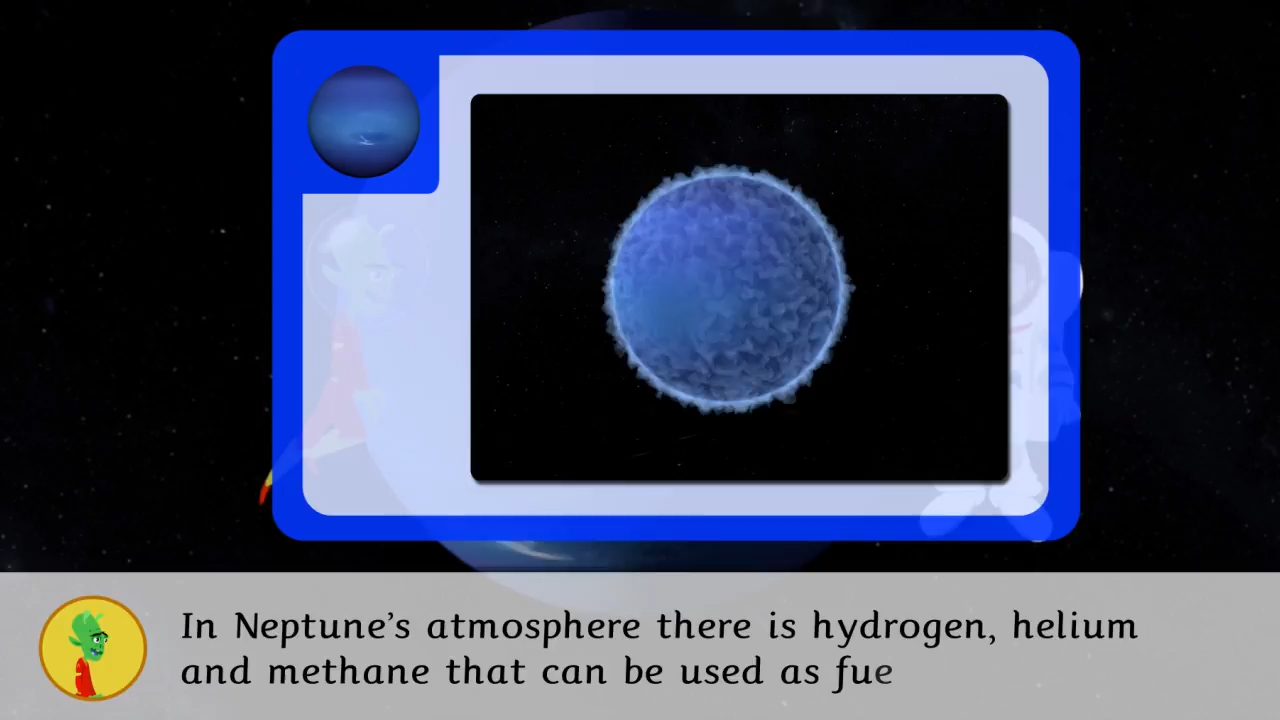 In Neptune's atmosphere there is hydrogen, helium
and methane that can be used as fue